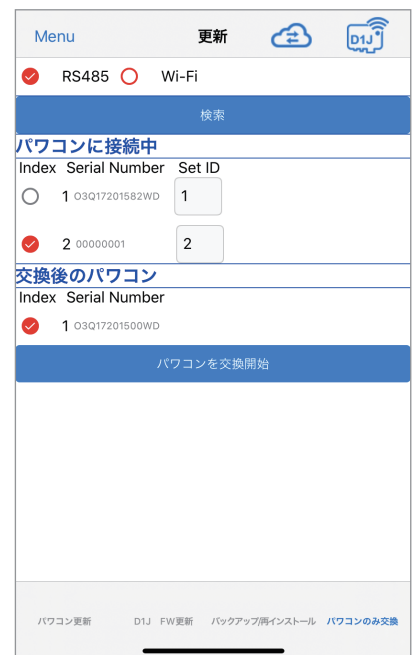 Menu 更新 D1J
RS485 Wi-Fi
検索
パワコンに接続中
Index Serial Number Set ID
1 O3Q17201582WD 1
2 00000001 2
交換後のパワコン
Index Serial Number
1 O3Q17201500WD
パワコンを交換開始
パワコン更新 D1J FW更新 バックアップ/再インストール パワコンのみ交換